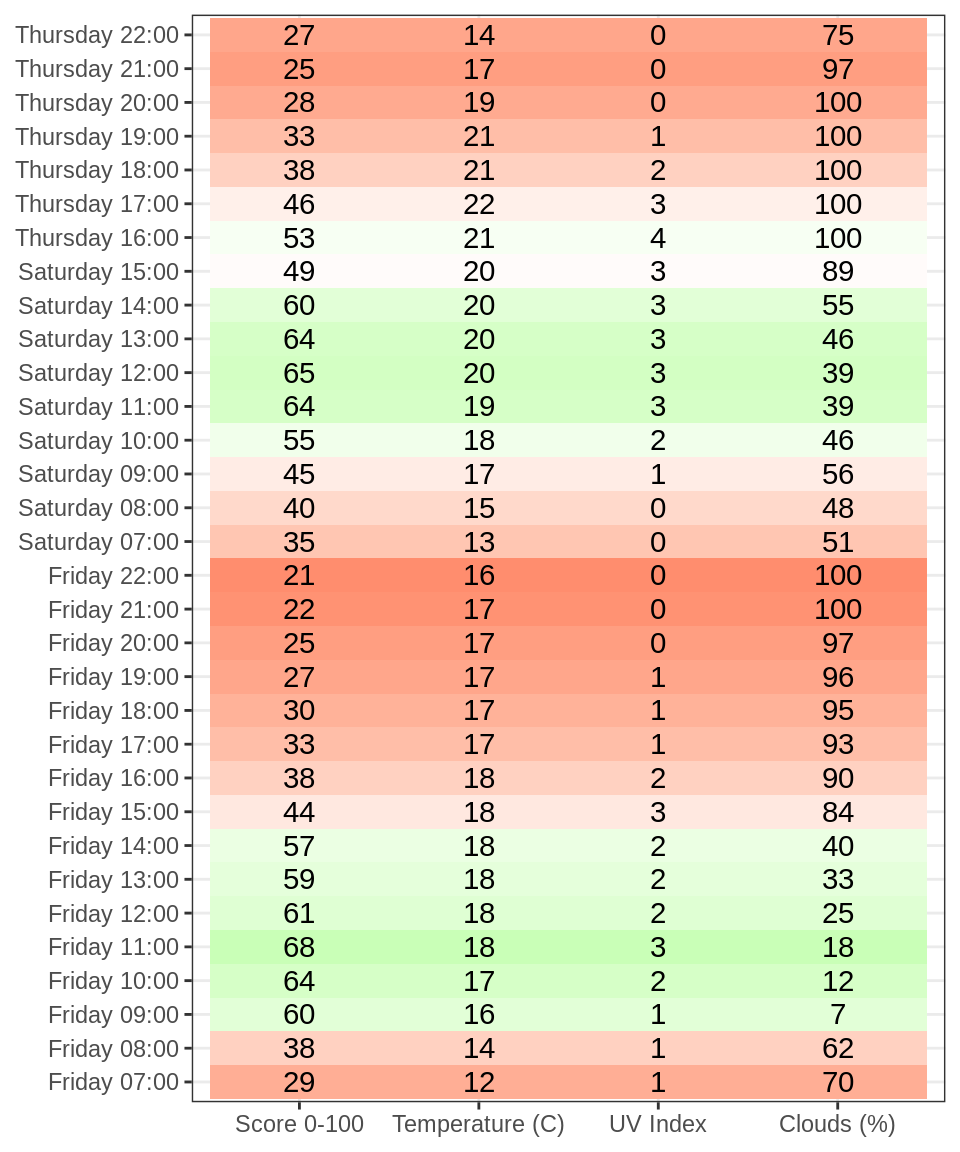 Thursday 22:00 27 14 0 75
Thursday 21:00 25 17 0 97
Thursday 20:00 28 19 0 100
Thursday 19:00 33 21 1 100
Thursday 18:00 38 21 2 100
Thursday 17:00 46 22 3 100
Thursday 16:00 53 21 4 100
Saturday 15:00 49 20 3 89
Saturday 14:00 60 20 3 55
Saturday 13:00 64 20 3 46
Saturday 12:00 65 20 3 39
Saturday 11:00 64 19 3 39
Saturday 10:00 55 18 2 46
Saturday 09:00 45 17 1 56
Saturday 08:00 40 15 0 48
Saturday 07:00 35 13 0 51
Friday 22:00 21 16 0 100
Friday 21:00 22 17 0 100
Friday 20:00 25 17 0 97
Friday 19:00 27 17 1 96
Friday 18:00 30 17 1 95
Friday 17:00 33 17 1 93
Friday 16:00 38 18 2 90
Friday 15:00 44 18 3 84
Friday 14:00 57 18 2 40
Friday 13:00 59 18 2 33
Friday 12:00 61 18 2 25
Friday 11:00 68 18 3 18
Friday 10:00 64 17 2 12
Friday 09:00 60 16 1 7
Friday 08:00 38 14 1 62
Friday 07:00 29 12 1 70
Score 0-100 Temperature (C) UV Index Clouds (%)